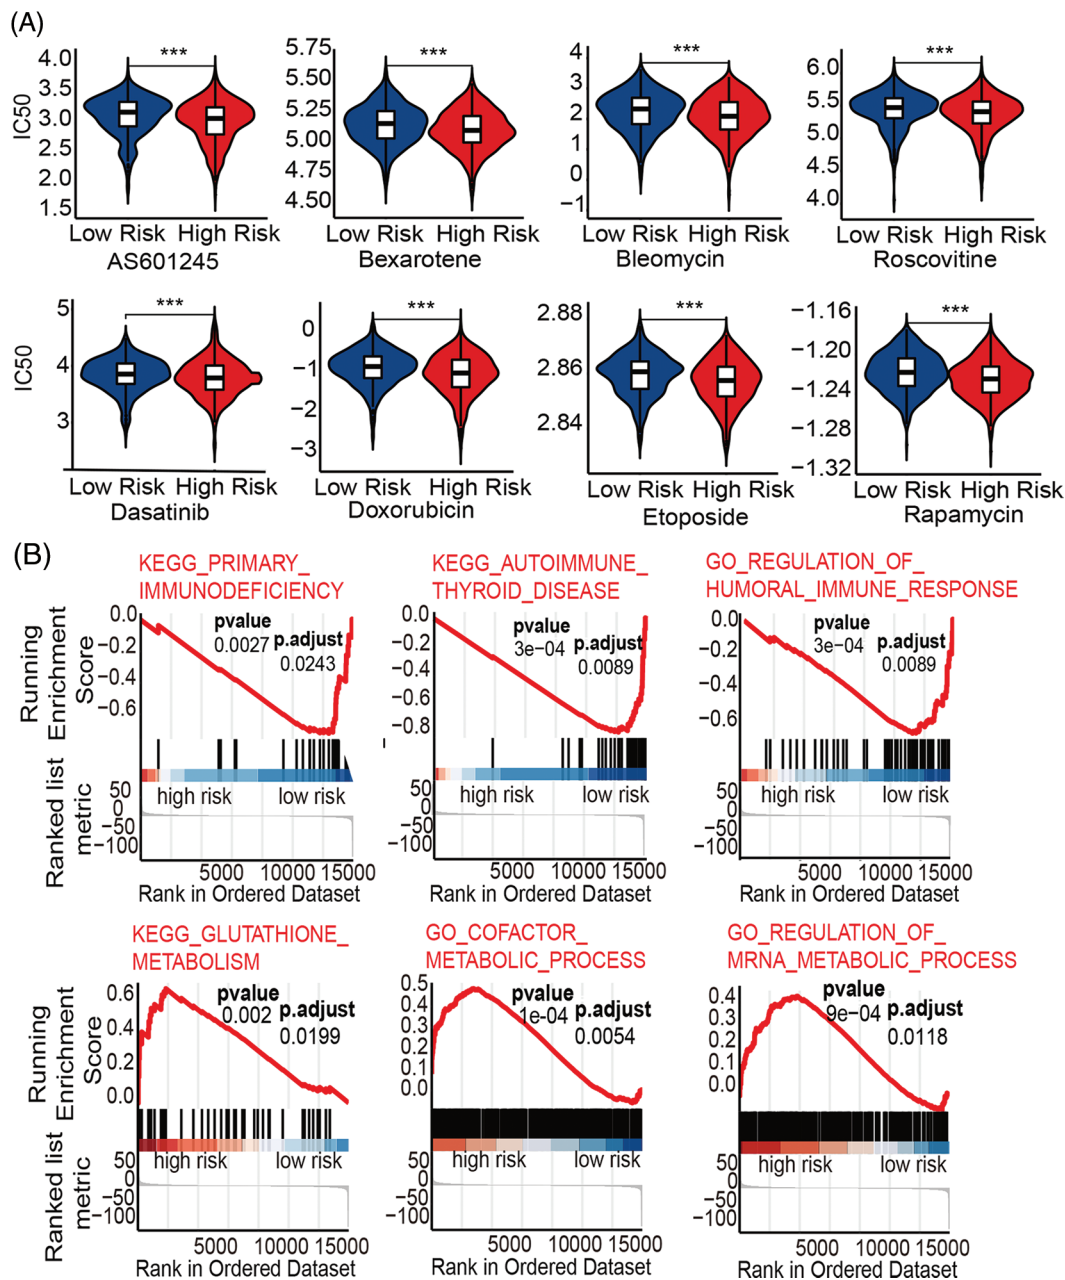 (A)
4.0
3.5
3.0
2.5
2.0
1.5
IC50
***
Low Risk High Risk
AS601245
5.75
5.50
5.25
5.00
4.75
4.50
***
Low Risk High Risk
Bexarotene
4
3
2
1
0
−1
***
Low Risk High Risk
Bleomycin
6.0
5.5
5.0
4.5
4.0
***
Low Risk High Risk
Roscovitine
5
4
3
IC50
***
Low Risk High Risk
Dasatinib
0
−1
−2
−3
***
Low Risk High Risk
Doxorubicin
2.88
2.86
2.84
***
Low Risk High Risk
Etoposide
−1.16
−1.20
−1.24
−1.28
−1.32
***
Low Risk High Risk
Rapamycin
(B)
KEGG_PRIMARY_
IMMUNODEFICIENCY
Running
Enrichment
Score
0.0
−0.2
−0.4
−0.6
pvalue
0.0027
p.adjust
0.0243
Ranked list
metric
50
0
−50
−100
high risk low risk
5000 10000 15000
Rank in Ordered Dataset
KEGG_AUTOIMMUNE_
THYROID_DISEASE
0.0
−0.2
−0.4
−0.6
−0.8
pvalue
3e−04
p.adjust
0.0089
50
0
−50
−100
high risk low risk
5000 10000 15000
Rank in Ordered Dataset
GO_REGULATION_OF_
HUMORAL_IMMUNE_RESPONSE
0.0
−0.2
−0.4
−0.6
pvalue
3e−04
p.adjust
0.0089
50
0
−50
−100
high risk low risk
5000 10000 15000
Rank in Ordered Dataset
KEGG_GLUTATHIONE_
METABOLISM
Running
Enrichment
Score
0.6
0.4
0.2
0.0
pvalue
0.002
p.adjust
0.0199
Ranked list
metric
50
0
−50
−100
high risk low risk
5000 10000 15000
Rank in Ordered Dataset
GO_COFACTOR_
METABOLIC_PROCESS
0.5
0.4
0.3
0.2
0.1
0.0
pvalue
1e-04
p.adjust
0.0054
50
0
−50
−100
high risk low risk
5000 10000 15000
Rank in Ordered Dataset
GO_REGULATION_OF_
MRNA_METABOLIC_PROCESS
0.4
0.3
0.2
0.1
0.0
pvalue
9e−04
p.adjust
0.0118
50
0
−50
−100
high risk low risk
5000 10000 15000
Rank in Ordered Dataset